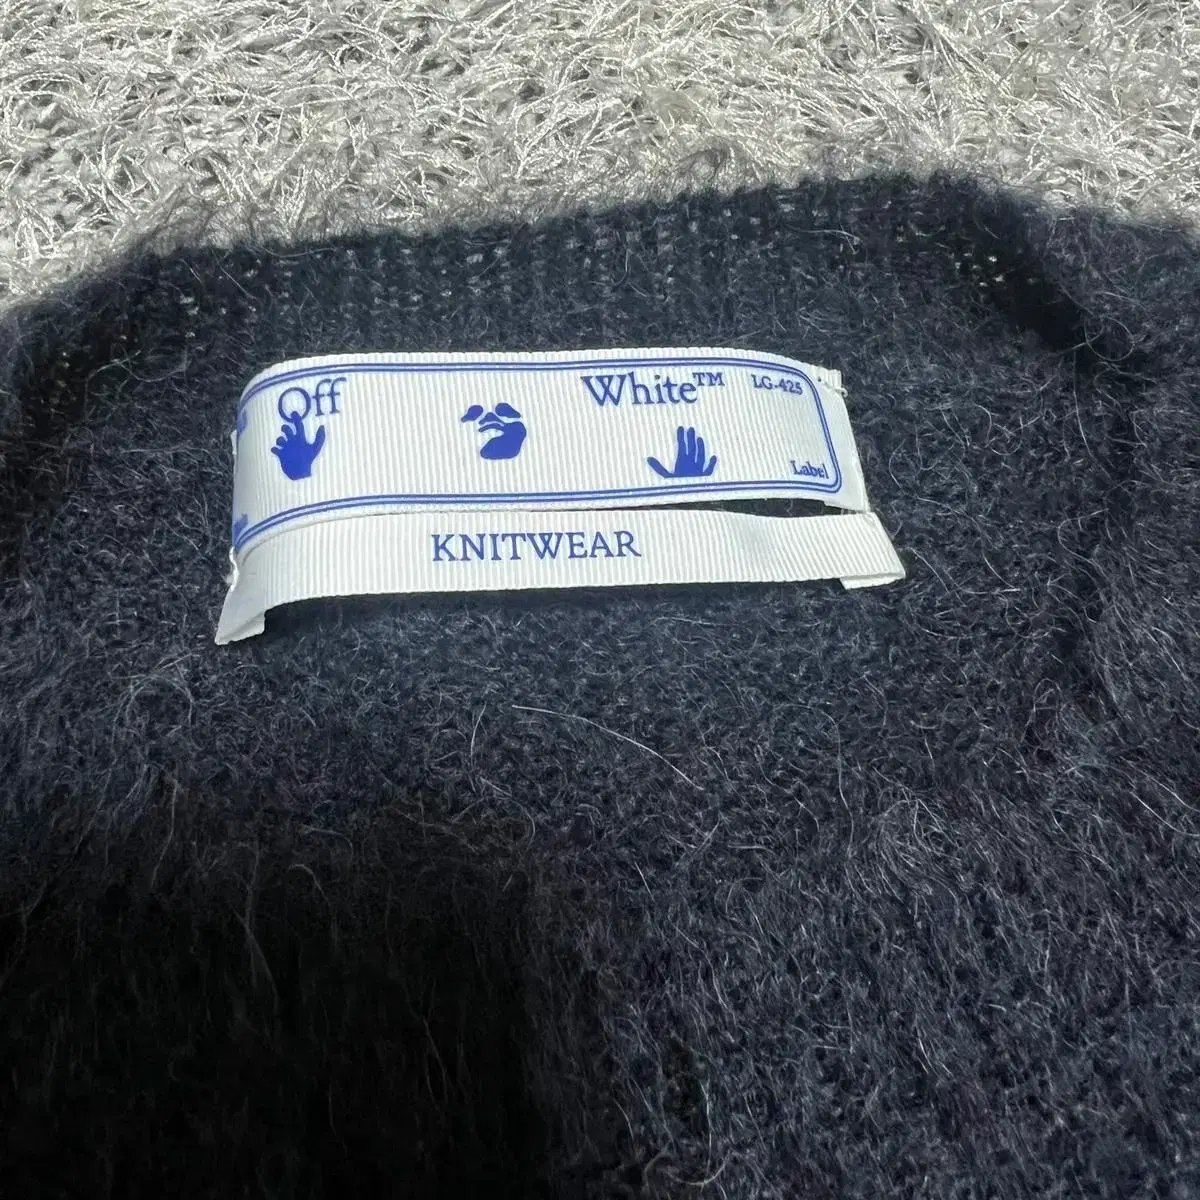 Off White™ LG-425
Label
KNITWEAR